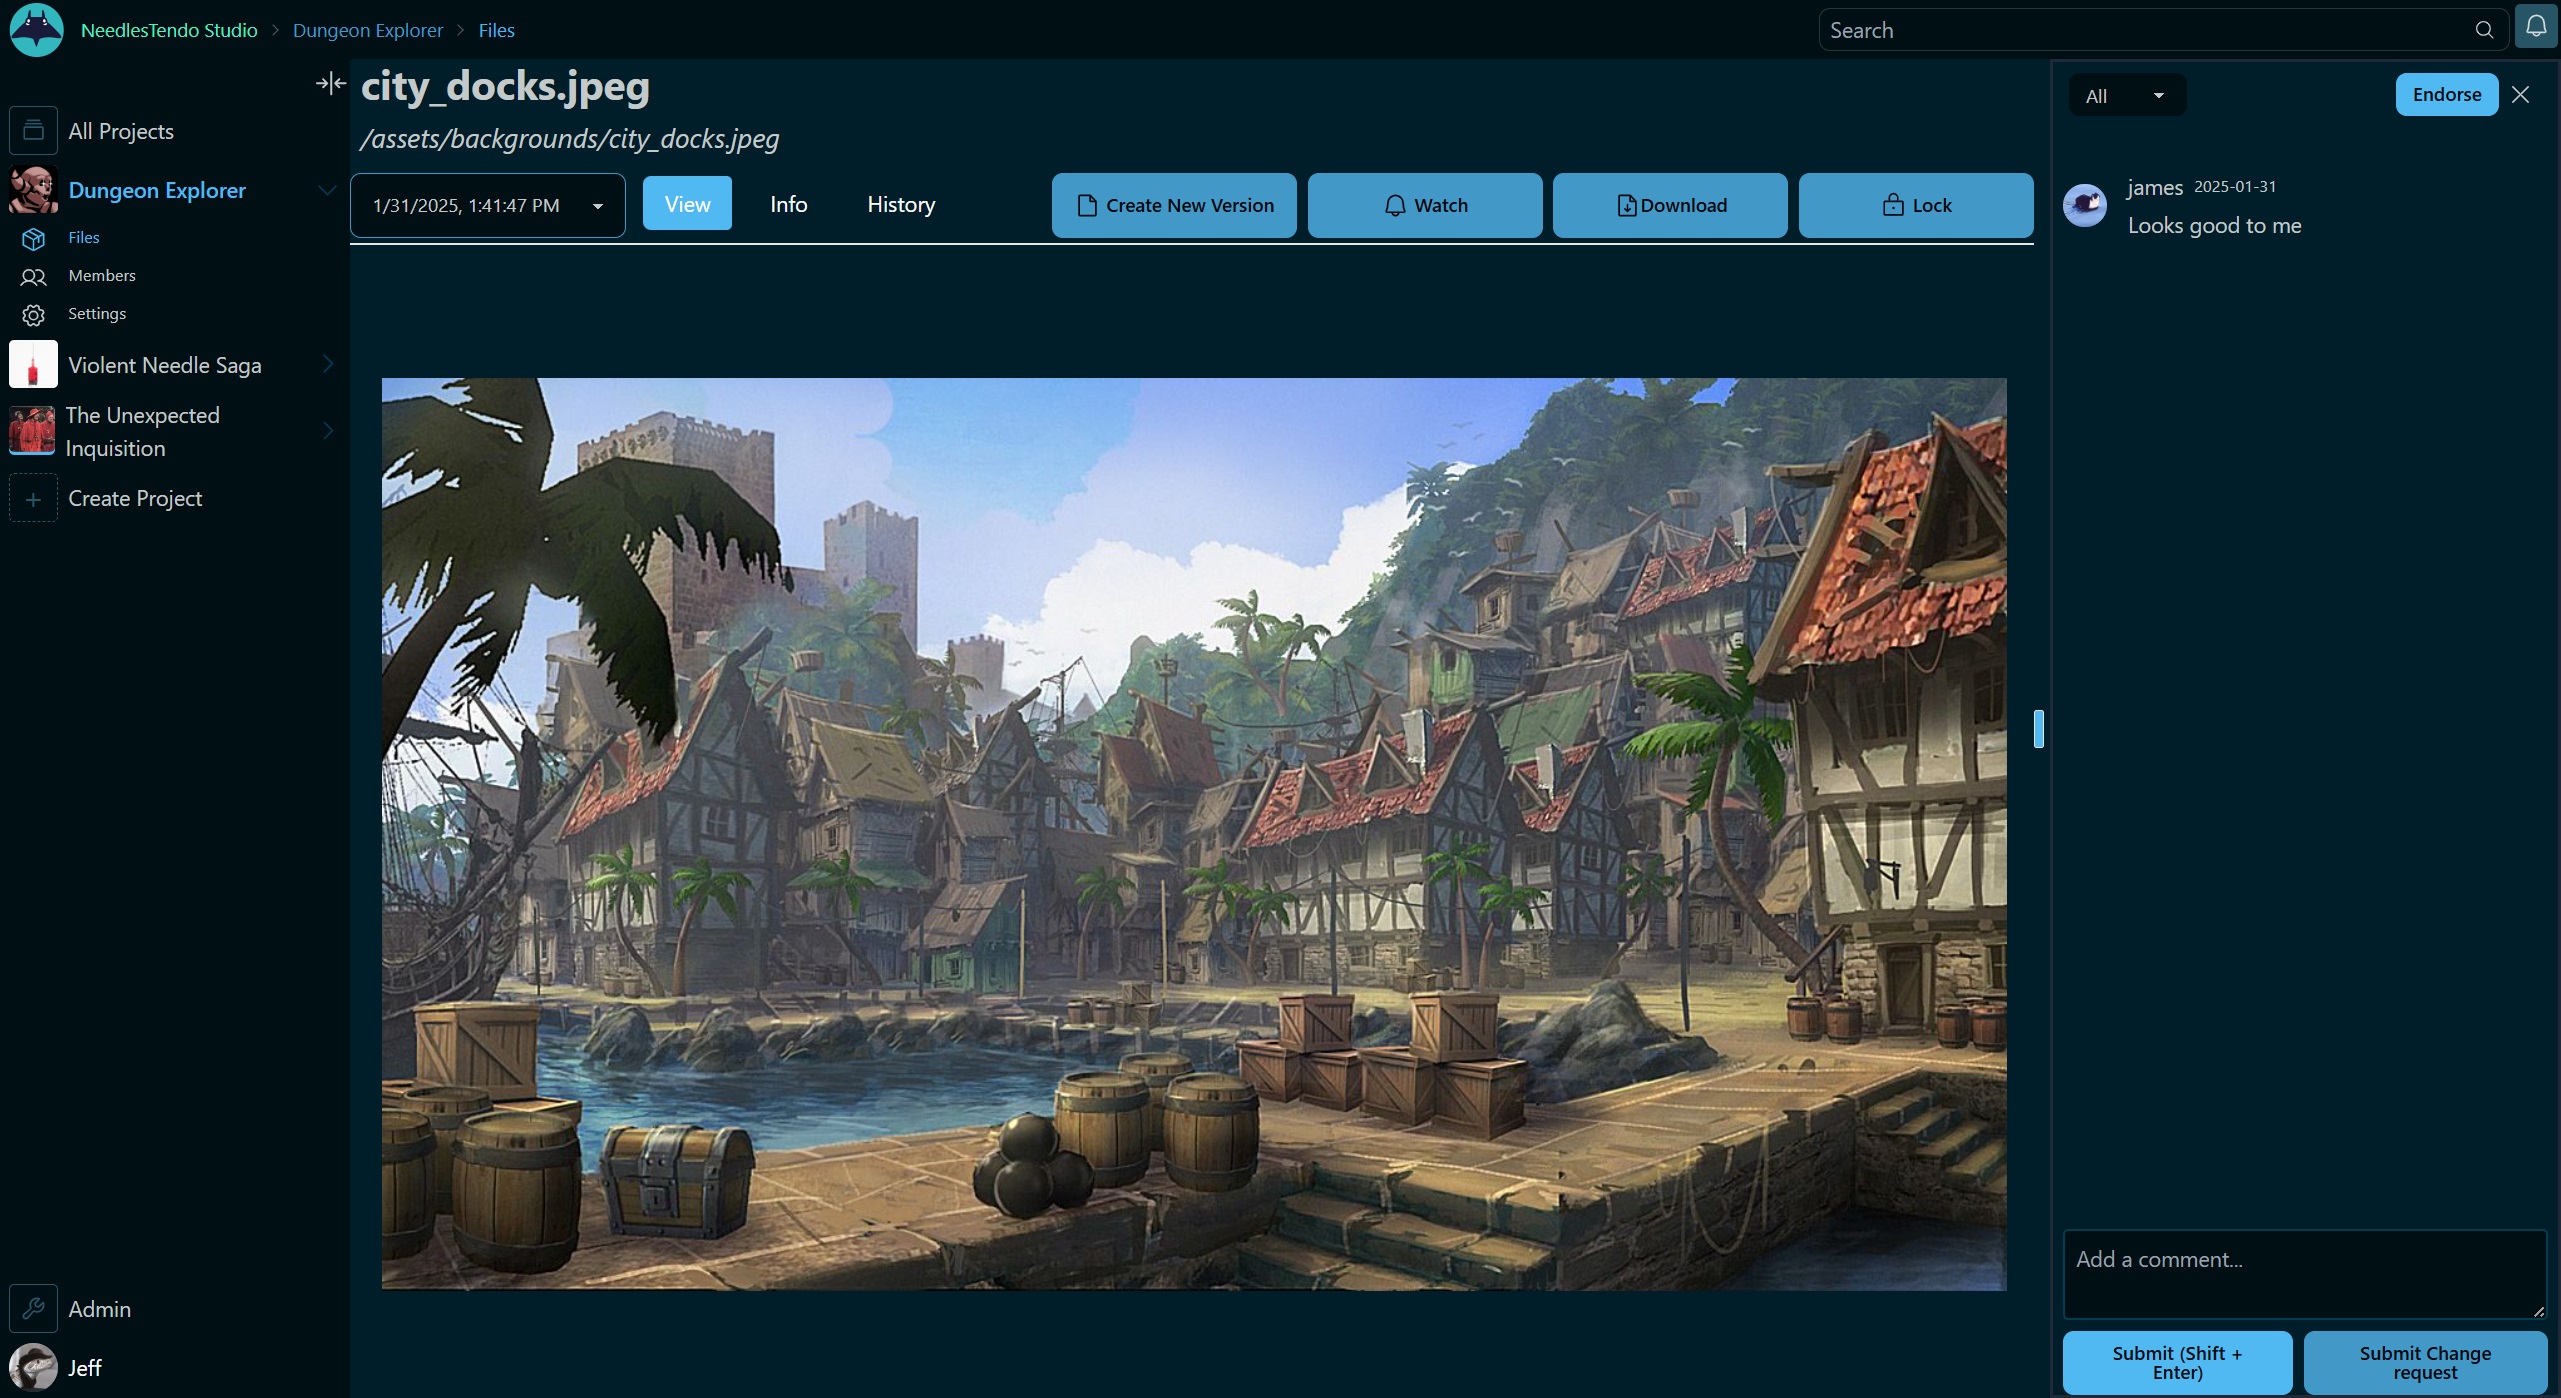 NeedlesTendo Studio > Dungeon Explorer > Files
Search
All Projects
Dungeon Explorer
Files
Members
Settings
Violent Needle Saga
The Unexpected
Inquisition
Create Project
Admin
Jeff
city_docks.jpeg
/assets/backgrounds/city_docks.jpeg
1/31/2025, 1:41:47 PM
View
Info
History
Create New Version
Watch
Download
Lock
All
Endorse
james 2025-01-31
Looks good to me
Add a comment...
Submit (Shift +
Enter)
Submit Change
request